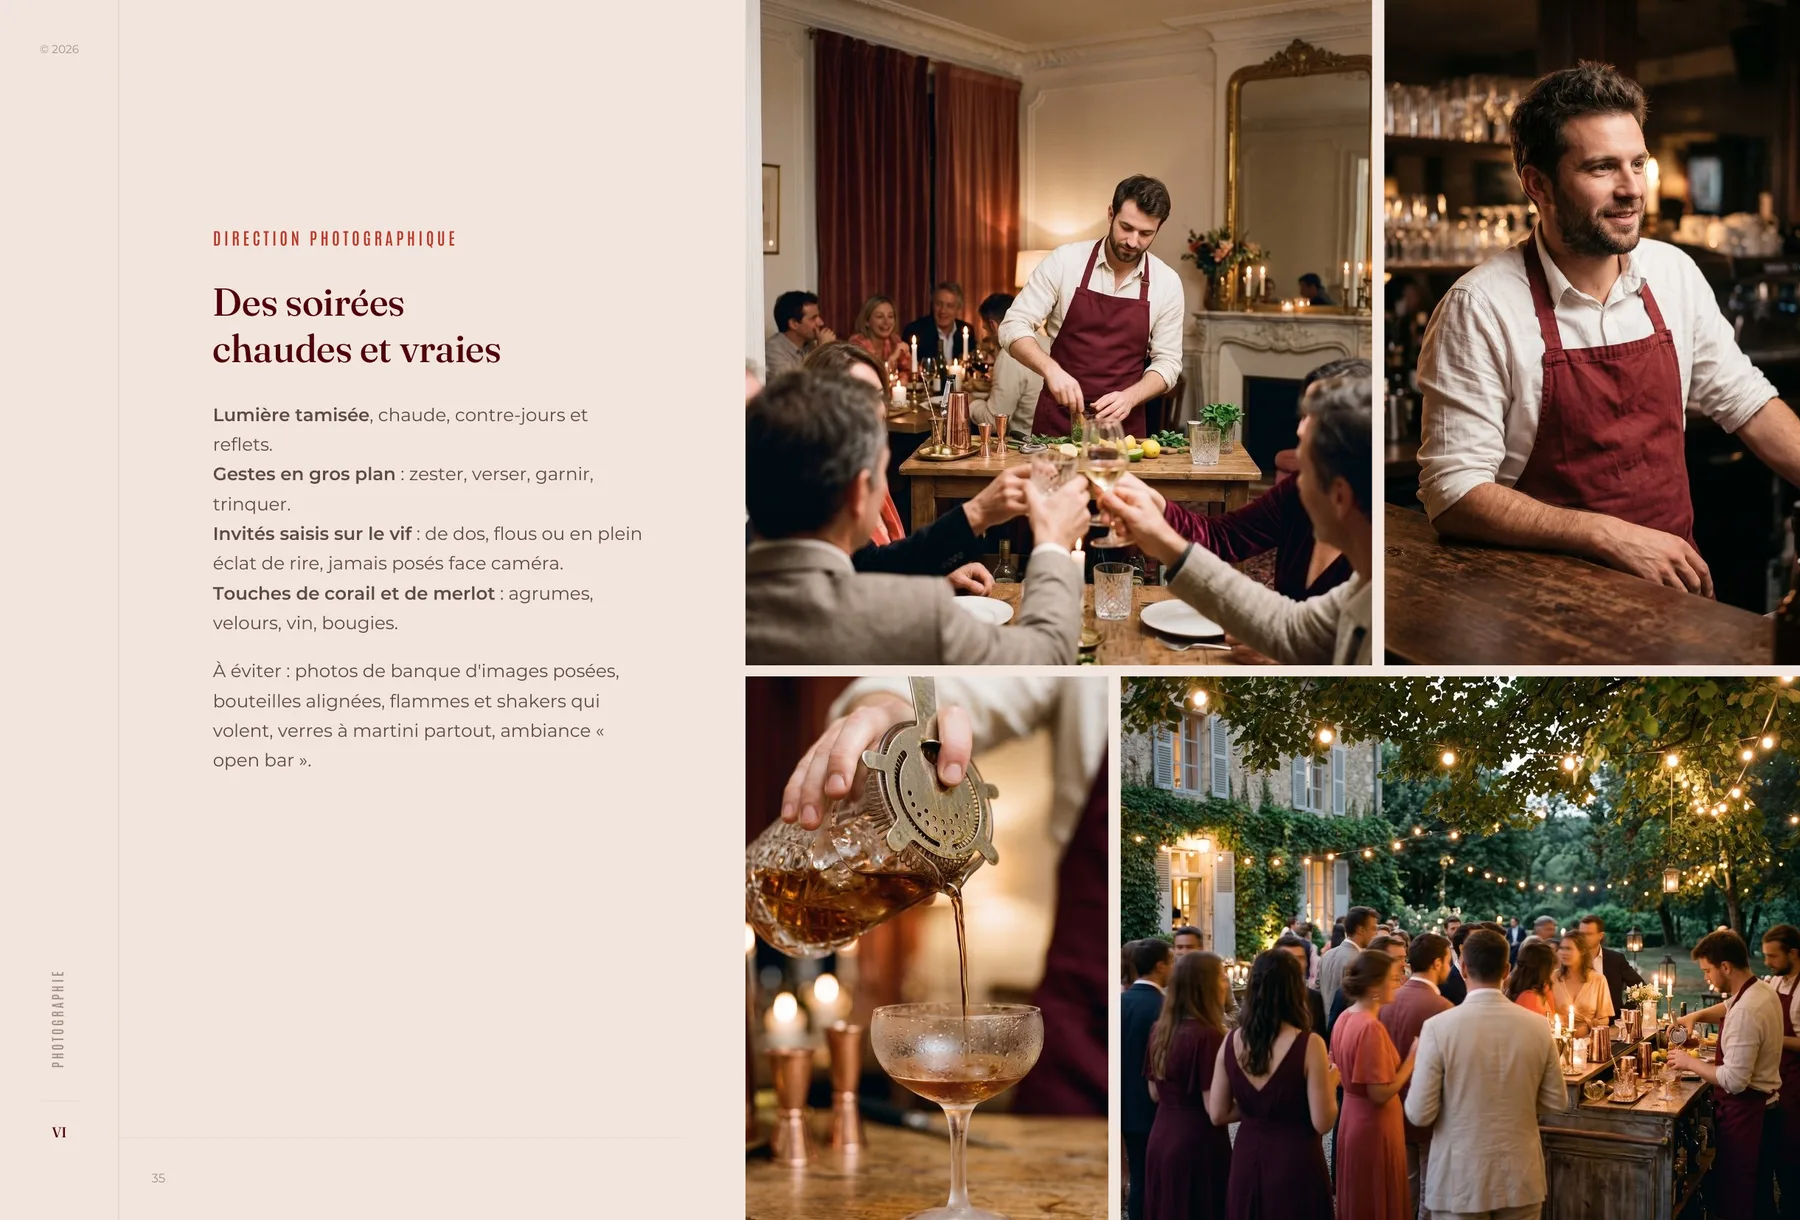 © 2026
DIRECTION PHOTOGRAPHIQUE
Des soirées
chaudes et vraies
Lumière tamisée, chaude, contre-jours et
reflets.
Gestes en gros plan : zester, verser, garnir,
trinquer.
Invités saisis sur le vif : de dos, flous ou en plein
éclat de rire, jamais posés face caméra.
Touches de corail et de merlot : agrumes,
velours, vin, bougies.
À éviter : photos de banque d'images posées,
bouteilles alignées, flammes et shakers qui
volent, verres à martini partout, ambiance «
open bar ».
PHOTOGRAPHIE
VI
35